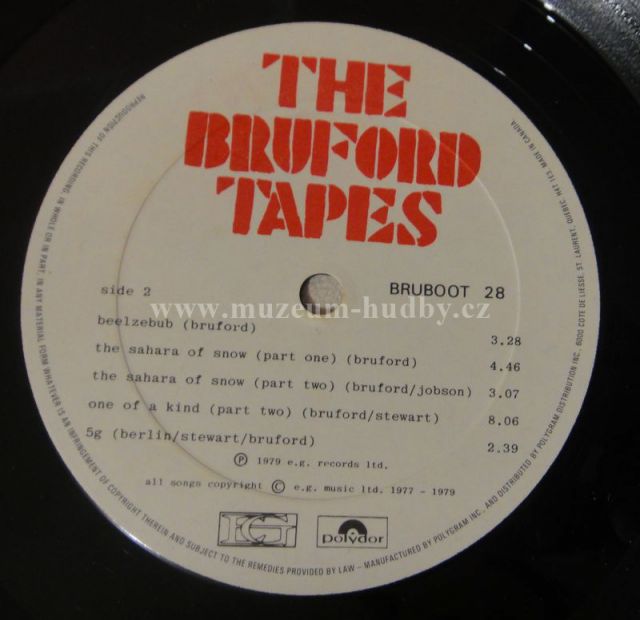 THE
BRUFORD
TAPES
side 2
BRUBOOT 28
www.muzeum-hudby.cz
beelzebub (bruford) 3.28
the sahara of snow (part one) (bruford) 4.46
the sahara of snow (part two) (bruford/jobson) 3.07
one of a kind (part two) (bruford/stewart) 8.06
5g (berlin/stewart/bruford) 2.39
Ⓟ 1979 e.g. records ltd.
all songs copyright © e.g. music ltd. 1977 - 1979
EG
polydor
REPRODUCTION OF THIS RECORDING, IN WHOLE OR IN PART, IN ANY MATERIAL FORM WHATEVER IS AN INFRINGEMENT OF COPYRIGHT THEREIN AND SUBJECT TO THE REMEDIES PROVIDED BY LAW – MANUFACTURED BY POLYGRAM INC., AND DISTRIBUTED BY POLYGRAM DISTRIBUTION INC., 6000 COTE DE LIESSE, ST. LAURENT, QUEBEC. H4T 1E3. MADE IN CANADA.